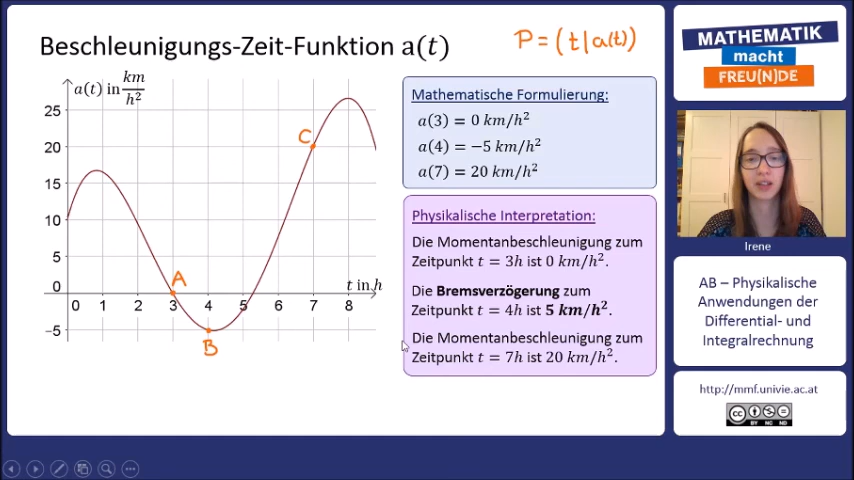 Beschleunigungs-Zeit-Funktion a(t)
P = (t | a(t))
MATHEMATIK
macht
FREU(N)DE
a(t) in km/h²
25
20
15
10
5
0
−5
0 1 2 3 4 5 6 7 8
t in h
A
B
C
Mathematische Formulierung:
a(3) = 0 km/h²
a(4) = −5 km/h²
a(7) = 20 km/h²
Physikalische Interpretation:
Die Momentanbeschleunigung zum
Zeitpunkt t = 3h ist 0 km/h².
Die Bremsverzögerung zum
Zeitpunkt t = 4h ist 5 km/h².
Die Momentanbeschleunigung zum
Zeitpunkt t = 7h ist 20 km/h².
Irene
AB – Physikalische
Anwendungen der
Differential- und
Integralrechnung
http://mmf.univie.ac.at
cc
BY NC ND